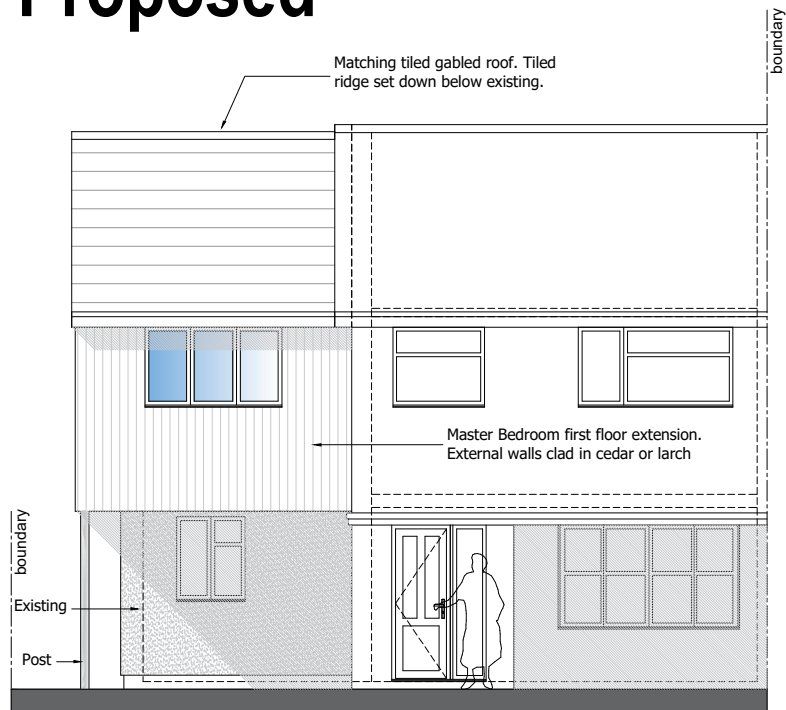 Proposed
boundary
Matching tiled gabled roof. Tiled
ridge set down below existing.
Master Bedroom first floor extension.
External walls clad in cedar or larch
boundary
Existing
Post